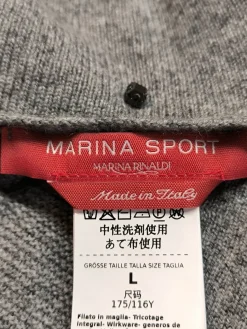 MARINA SPORT
MARINA RINALDI
Made in Italy
中性洗剤使用
あて布使用
GRÖSSE TAILLE TALLA SIZE TAGLIA
L
尺码
175/116Y
Filato in maglia- Tricotage
integral- Wirkware- generos de